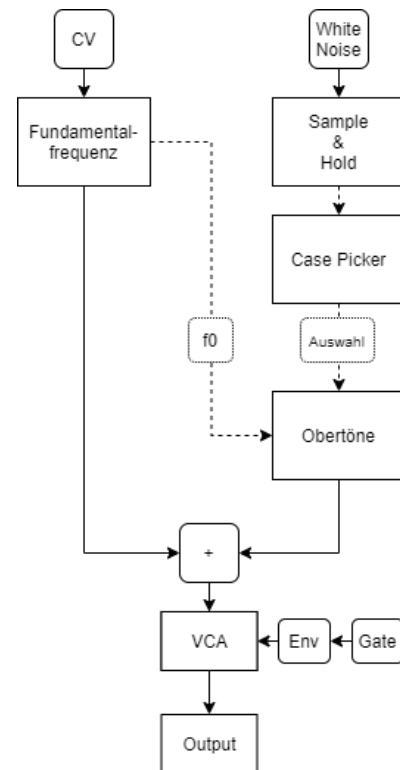 CV
White
Noise
Fundamental-
frequenz
Sample
&
Hold
Case Picker
f0
Auswahl
Obertöne
+
VCA
Env
Gate
Output